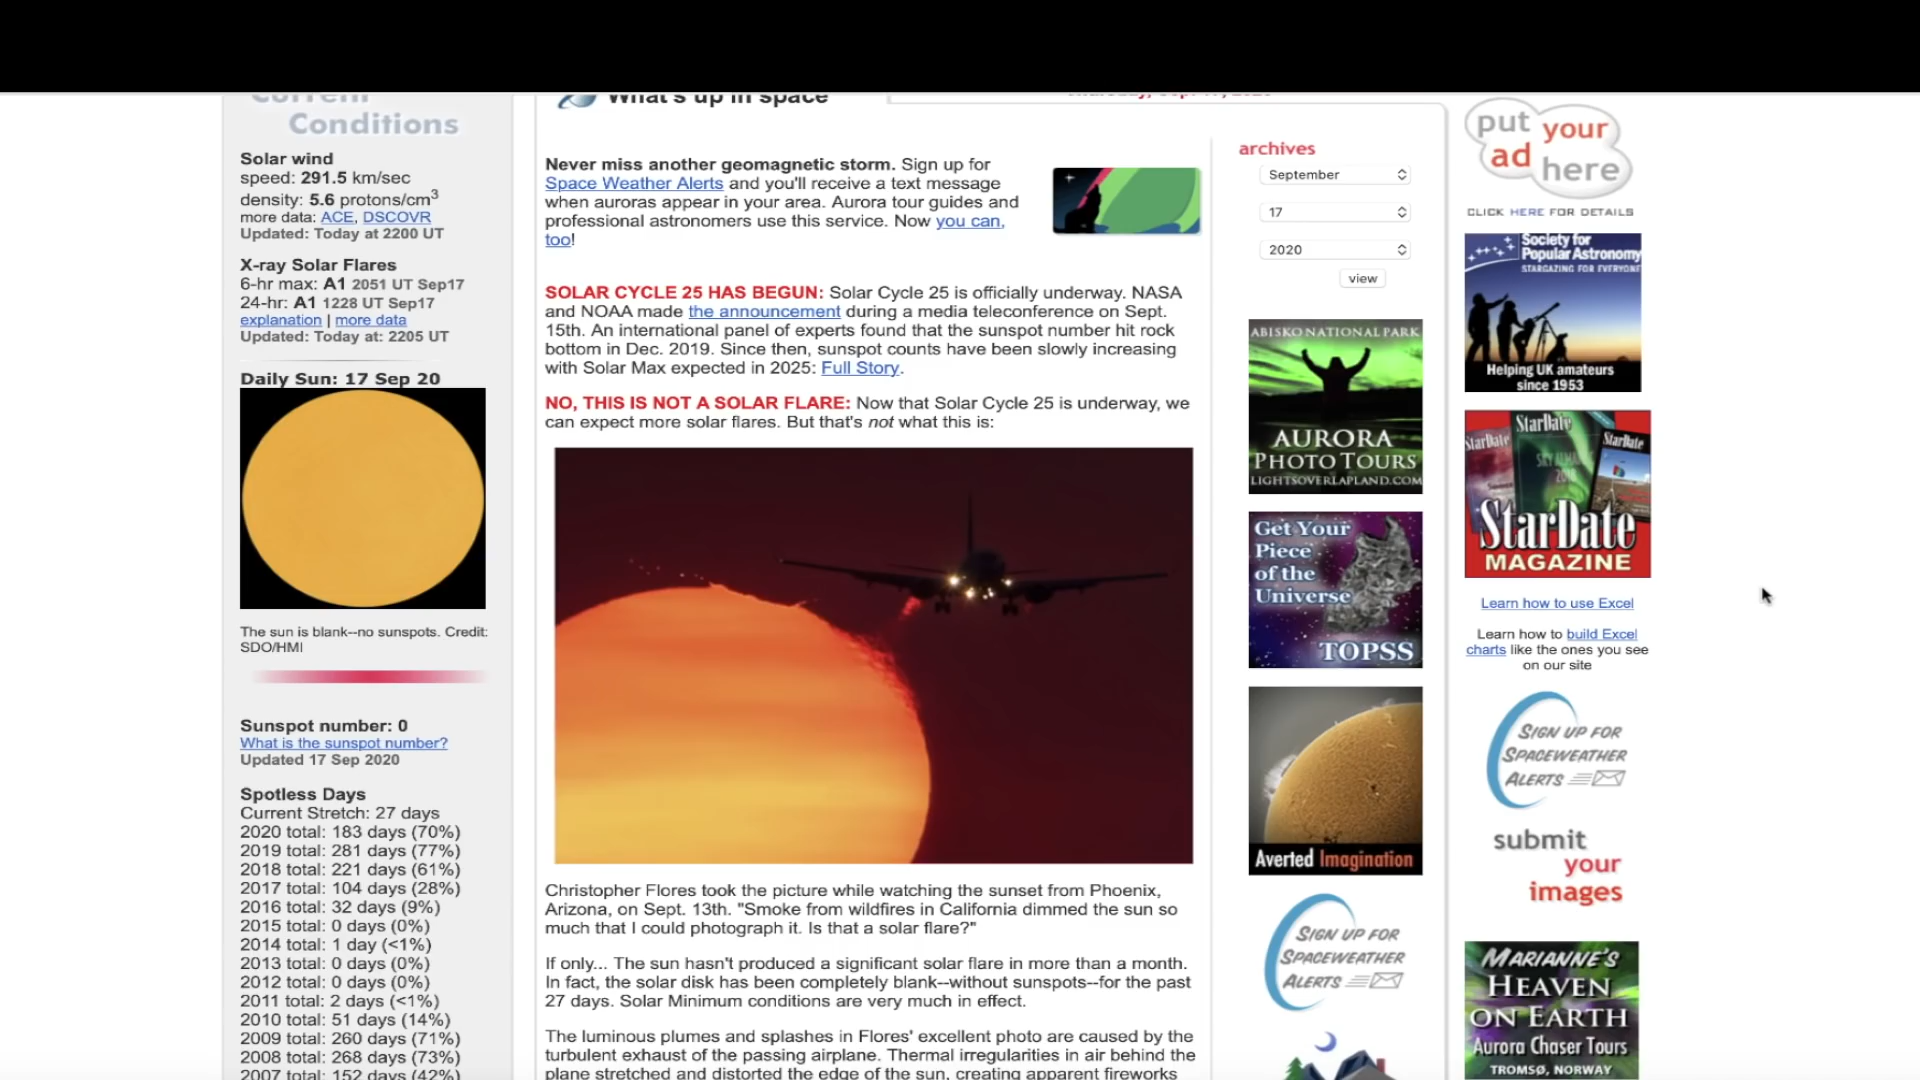 Current
Conditions
Solar wind
speed: 291.5 km/sec
density: 5.6 protons/cm3
more data: ACE, DSCOVR
Updated: Today at 2200 UT
X-ray Solar Flares
6-hr max: A1 2051 UT Sep17
24-hr: A1 1228 UT Sep17
explanation | more data
Updated: Today at: 2205 UT
Daily Sun: 17 Sep 20
The sun is blank--no sunspots. Credit:
SDO/HMI
Sunspot number: 0
What is the sunspot number?
Updated 17 Sep 2020
Spotless Days
Current Stretch: 27 days
2020 total: 183 days (70%)
2019 total: 281 days (77%)
2018 total: 221 days (61%)
2017 total: 104 days (28%)
2016 total: 32 days (9%)
2015 total: 0 days (0%)
2014 total: 1 day (<1%)
2013 total: 0 days (0%)
2012 total: 0 days (0%)
2011 total: 2 days (<1%)
2010 total: 51 days (14%)
2009 total: 260 days (71%)
2008 total: 268 days (73%)
2007 total: 152 days (42%)
What's up in space
Thursday, Sep. 17, 2020
Never miss another geomagnetic storm. Sign up for
Space Weather Alerts and you'll receive a text message
when auroras appear in your area. Aurora tour guides and
professional astronomers use this service. Now you can,
too!
SOLAR CYCLE 25 HAS BEGUN: Solar Cycle 25 is officially underway. NASA
and NOAA made the announcement during a media teleconference on Sept.
15th. An international panel of experts found that the sunspot number hit rock
bottom in Dec. 2019. Since then, sunspot counts have been slowly increasing
with Solar Max expected in 2025: Full Story.
NO, THIS IS NOT A SOLAR FLARE: Now that Solar Cycle 25 is underway, we
can expect more solar flares. But that's not what this is:
Christopher Flores took the picture while watching the sunset from Phoenix,
Arizona, on Sept. 13th. "Smoke from wildfires in California dimmed the sun so
much that I could photograph it. Is that a solar flare?"
If only... The sun hasn't produced a significant solar flare in more than a month.
In fact, the solar disk has been completely blank--without sunspots--for the past
27 days. Solar Minimum conditions are very much in effect.
The luminous plumes and splashes in Flores' excellent photo are caused by the
turbulent exhaust of the passing airplane. Thermal irregularities in air behind the
plane stretched and distorted the edge of the sun, creating apparent fireworks
archives
September
17
2020
view
ABISKO NATIONAL PARK
AURORA
PHOTO TOURS
LIGHTSOVERLAPLAND.COM
Get Your
Piece
of the
Universe
TOPSS
Averted Imagination
SIGN UP FOR
SPACEWEATHER
ALERTS
put your
ad here
CLICK HERE FOR DETAILS
Society for
Popular Astronomy
STARGAZING FOR EVERYONE
Helping UK amateurs
since 1953
StarDate
StarDate
StarDate
StarDate
MAGAZINE
Learn how to use Excel
Learn how to build Excel
charts like the ones you see
on our site
SIGN UP FOR
SPACEWEATHER
ALERTS
submit
your
images
MARIANNE'S
HEAVEN
ON EARTH
Aurora Chaser Tours
TROMSØ, NORWAY